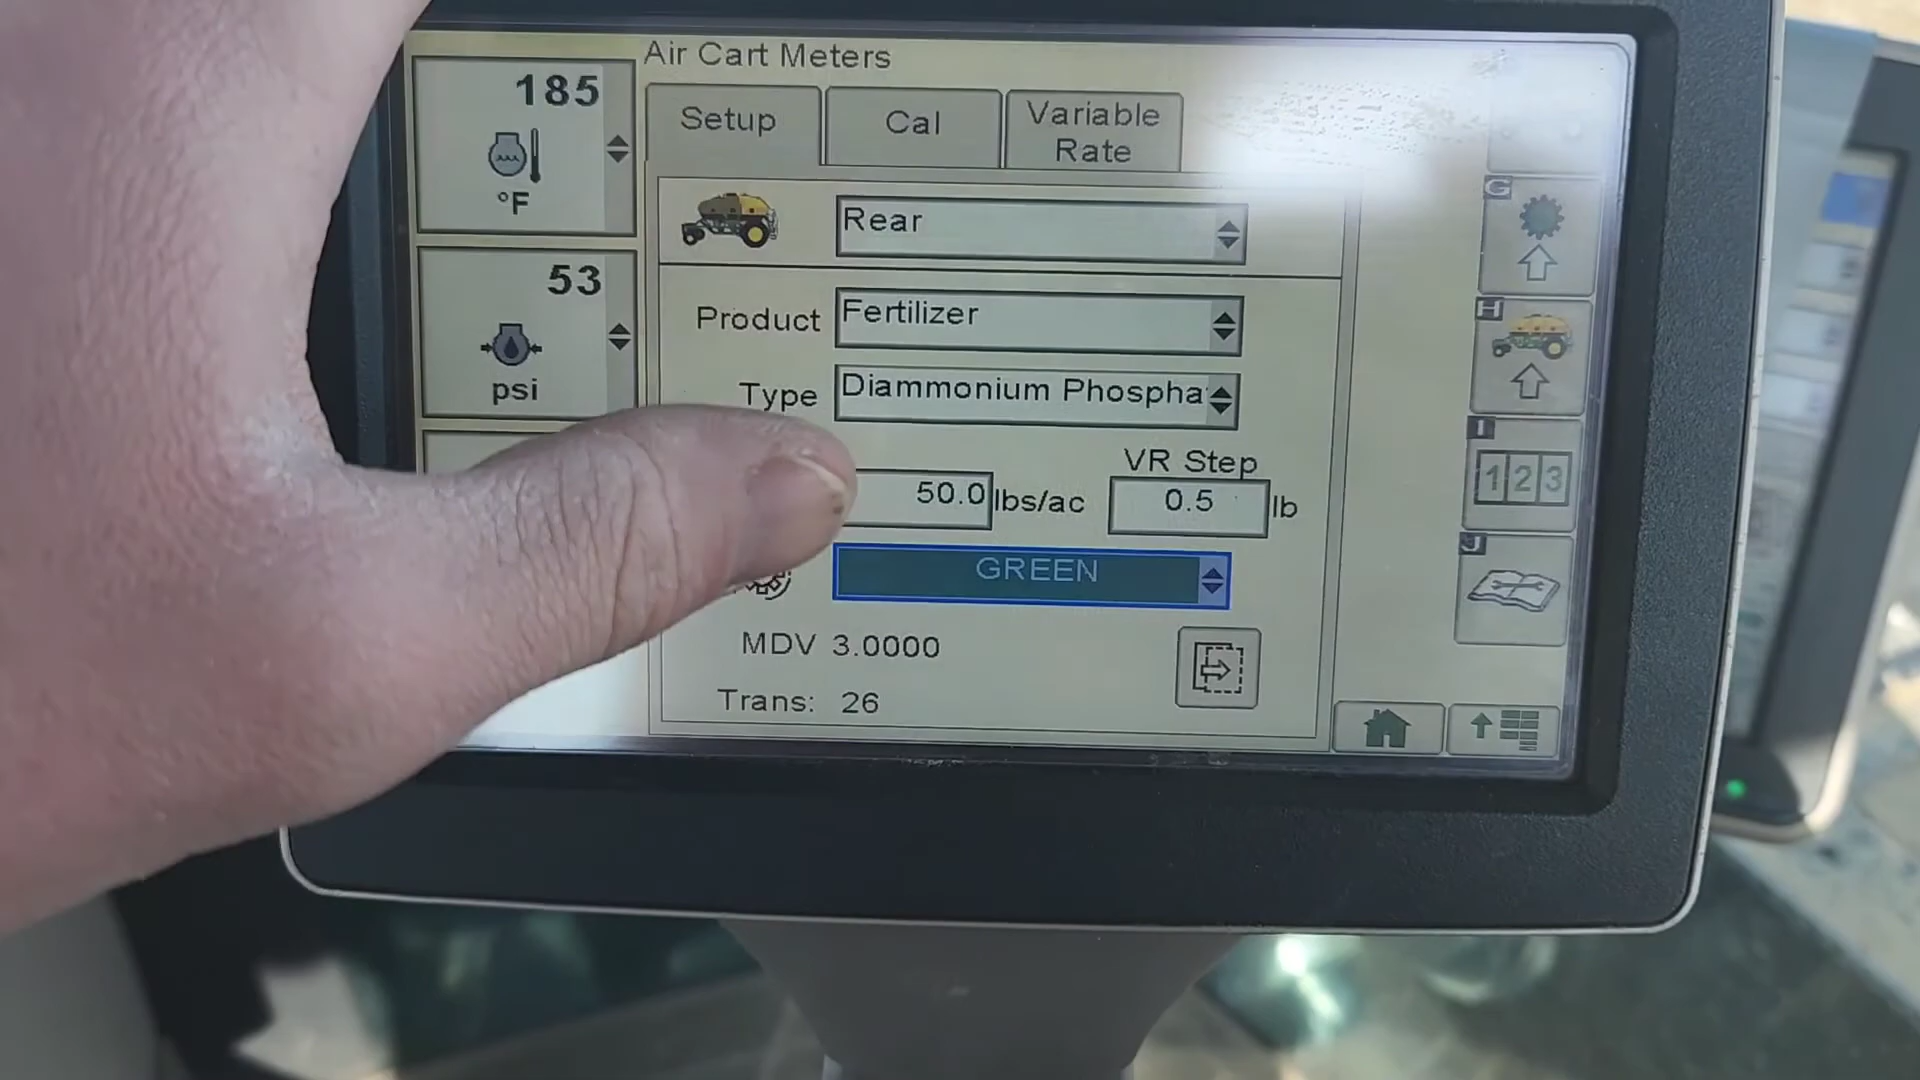 Air Cart Meters
185
°F
53
psi
Setup
Cal
Variable
Rate
Rear
Product
Fertilizer
Type
Diammonium Phospha
50.0 lbs/ac
VR Step
0.5 lb
GREEN
MDV 3.0000
Trans: 26
G
H
I
123
J